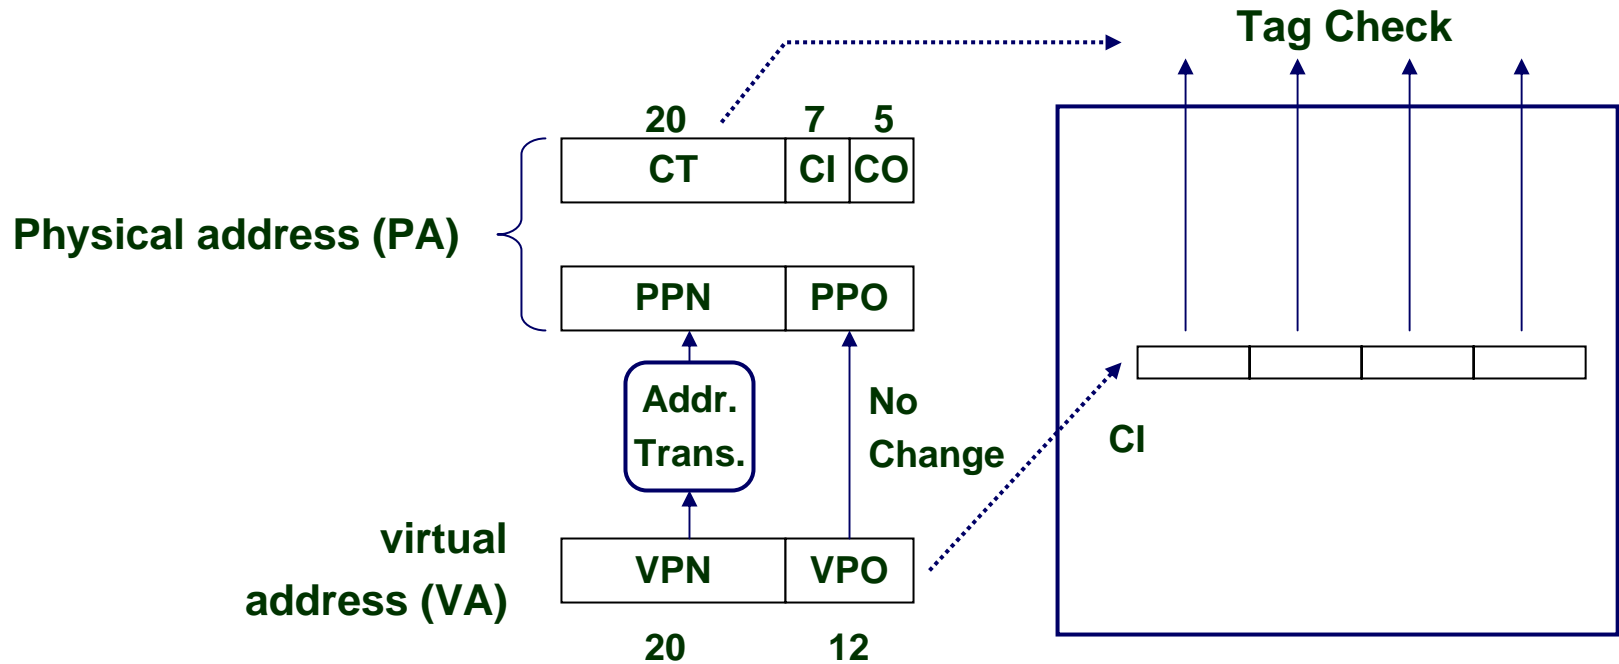 Tag Check
20 7 5
CT CI CO
Physical address (PA)
PPN PPO
Addr.
Trans.
No
Change
CI
virtual
address (VA)
VPN VPO
20 12